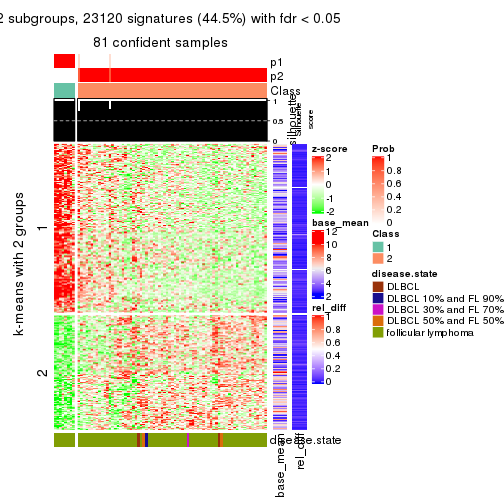 2 subgroups, 23120 signatures (44.5%) with fdr < 0.05
81 confident samples
p1
p2
Class
silhouette
score
1
0.5
0
k-means with 2 groups
1
2
disease.state
base_mean
rel_diff
z-score
2
1
0
-1
-2
base_mean
12
10
8
6
4
2
rel_diff
1
0.8
0.6
0.4
0.2
0
Prob
1
0.8
0.6
0.4
0.2
0
Class
1
2
disease.state
DLBCL
DLBCL 10% and FL 90%
DLBCL 30% and FL 70%
DLBCL 50% and FL 50%
follicular lymphoma